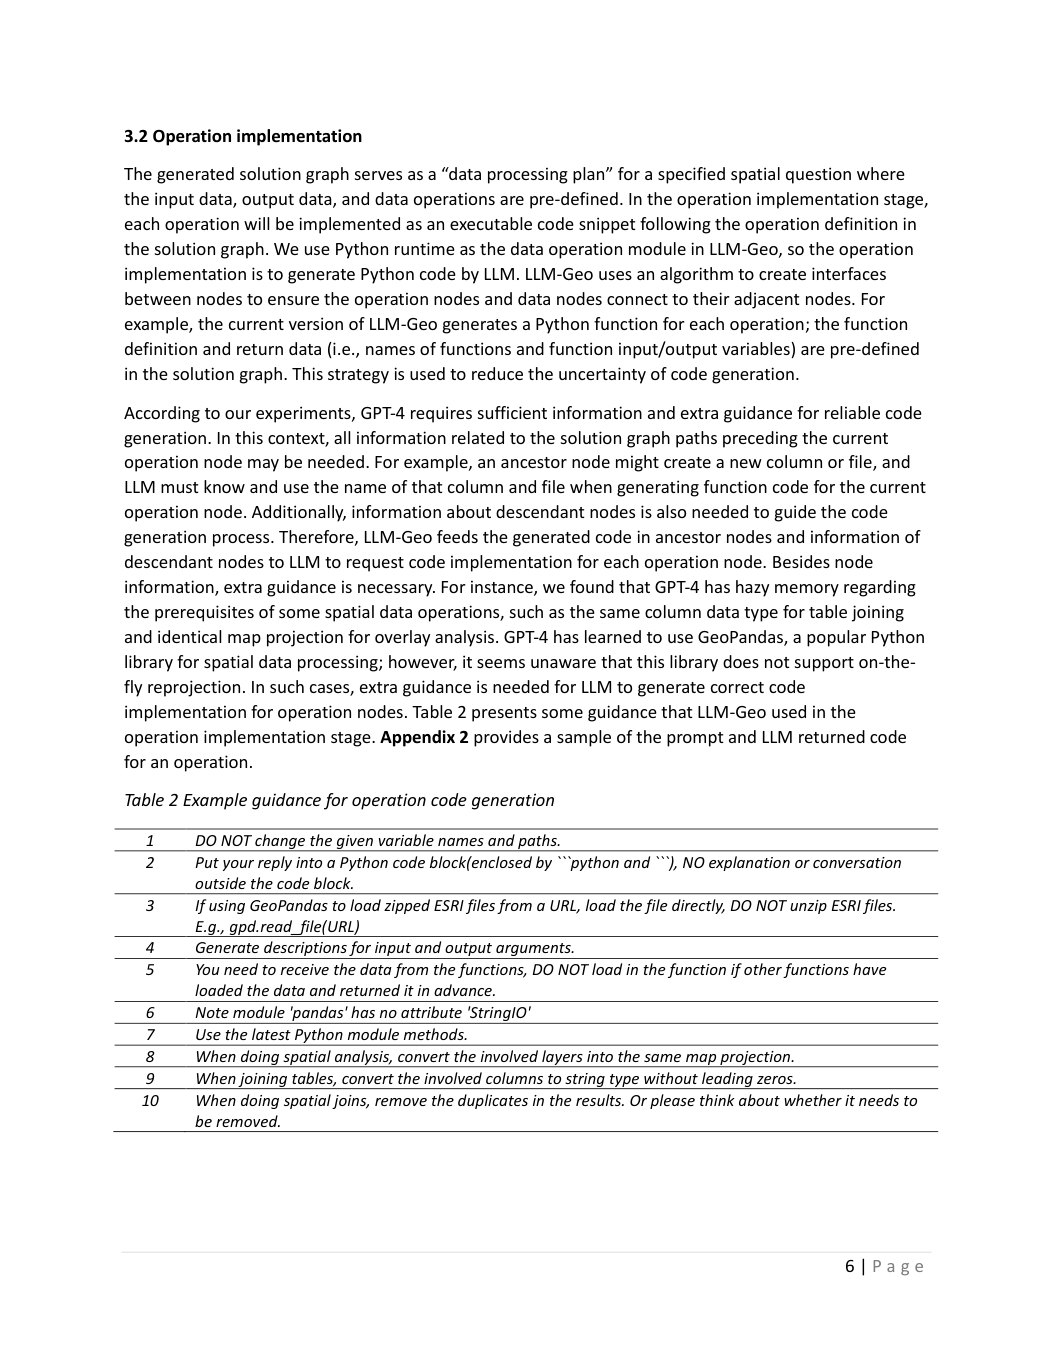 3.2 Operation implementation
The generated solution graph serves as a “data processing plan” for a specified spatial question where
the input data, output data, and data operations are pre-defined. In the operation implementation stage,
each operation will be implemented as an executable code snippet following the operation definition in
the solution graph. We use Python runtime as the data operation module in LLM-Geo, so the operation
implementation is to generate Python code by LLM. LLM-Geo uses an algorithm to create interfaces
between nodes to ensure the operation nodes and data nodes connect to their adjacent nodes. For
example, the current version of LLM-Geo generates a Python function for each operation; the function
definition and return data (i.e., names of functions and function input/output variables) are pre-defined
in the solution graph. This strategy is used to reduce the uncertainty of code generation.
According to our experiments, GPT-4 requires sufficient information and extra guidance for reliable code
generation. In this context, all information related to the solution graph paths preceding the current
operation node may be needed. For example, an ancestor node might create a new column or file, and
LLM must know and use the name of that column and file when generating function code for the current
operation node. Additionally, information about descendant nodes is also needed to guide the code
generation process. Therefore, LLM-Geo feeds the generated code in ancestor nodes and information of
descendant nodes to LLM to request code implementation for each operation node. Besides node
information, extra guidance is necessary. For instance, we found that GPT-4 has hazy memory regarding
the prerequisites of some spatial data operations, such as the same column data type for table joining
and identical map projection for overlay analysis. GPT-4 has learned to use GeoPandas, a popular Python
library for spatial data processing; however, it seems unaware that this library does not support on-the-
fly reprojection. In such cases, extra guidance is needed for LLM to generate correct code
implementation for operation nodes. Table 2 presents some guidance that LLM-Geo used in the
operation implementation stage. Appendix 2 provides a sample of the prompt and LLM returned code
for an operation.
Table 2 Example guidance for operation code generation
1 DO NOT change the given variable names and paths.
2 Put your reply into a Python code block(enclosed by ```python and ```), NO explanation or conversation
outside the code block.
3 If using GeoPandas to load zipped ESRI files from a URL, load the file directly, DO NOT unzip ESRI files.
E.g., gpd.read_file(URL)
4 Generate descriptions for input and output arguments.
5 You need to receive the data from the functions, DO NOT load in the function if other functions have
loaded the data and returned it in advance.
6 Note module 'pandas' has no attribute 'StringIO'
7 Use the latest Python module methods.
8 When doing spatial analysis, convert the involved layers into the same map projection.
9 When joining tables, convert the involved columns to string type without leading zeros.
10 When doing spatial joins, remove the duplicates in the results. Or please think about whether it needs to
be removed.
6 | P a g e